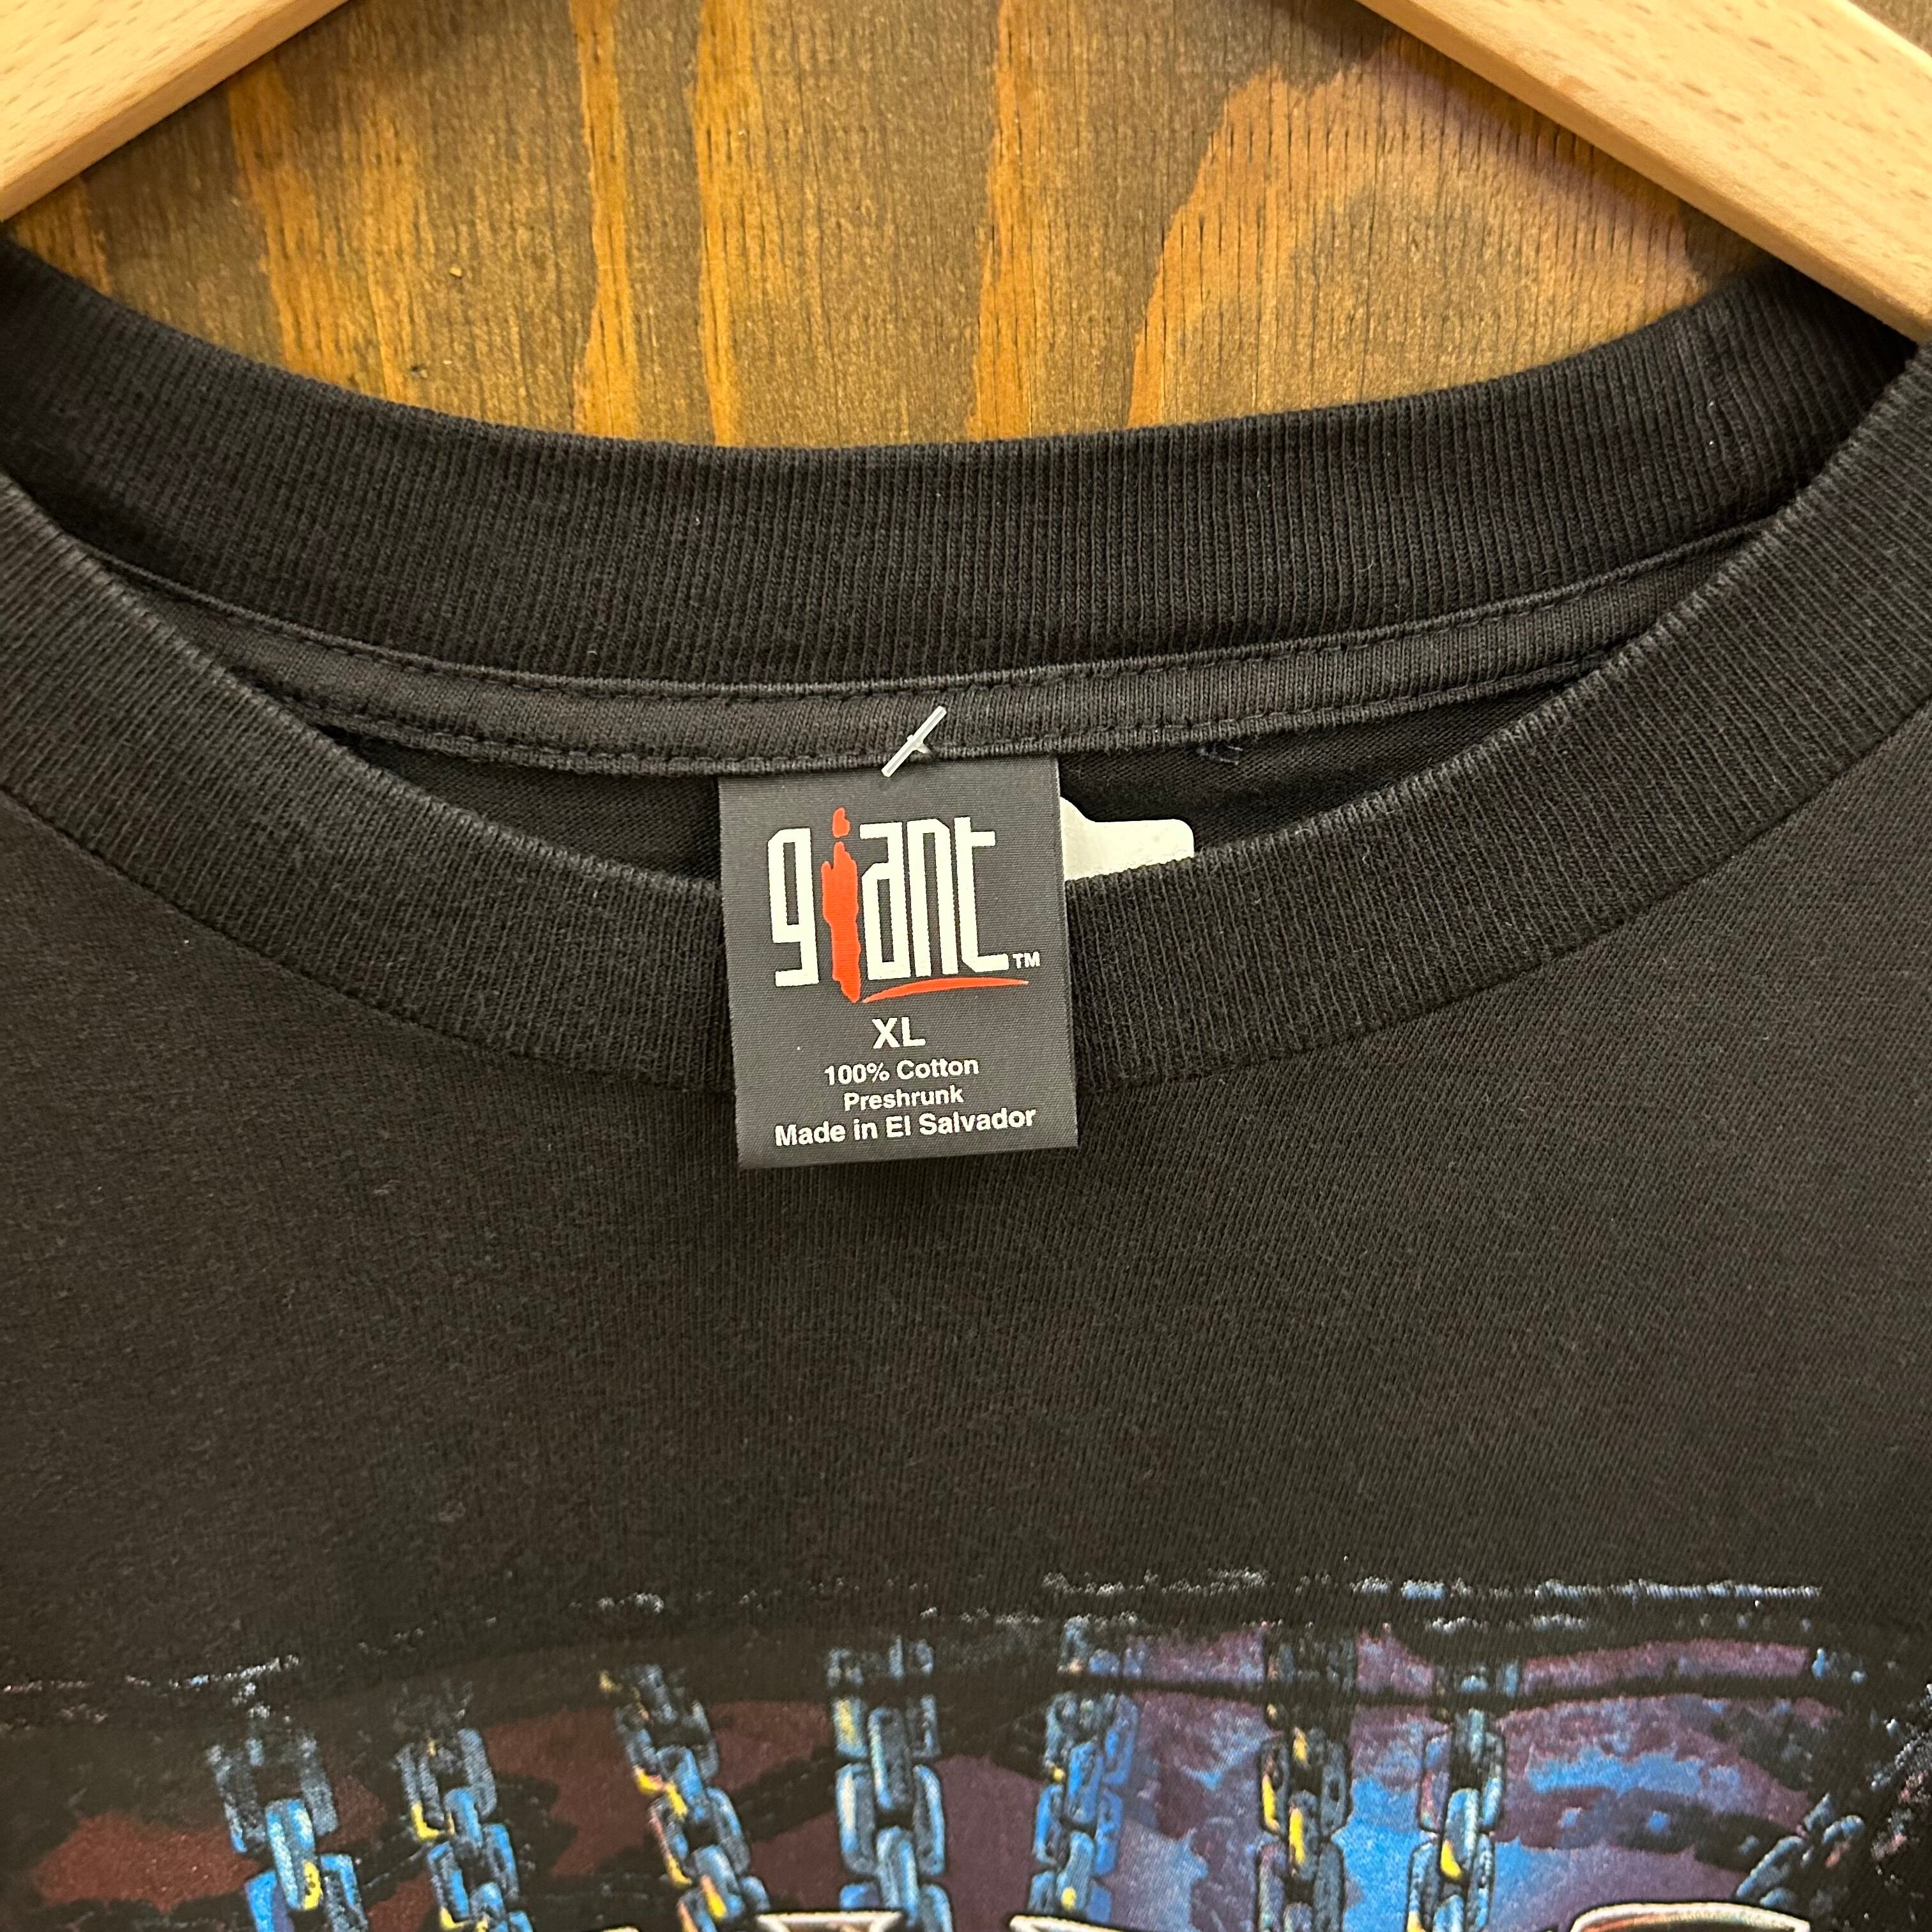 giant™
XL
100% Cotton
Preshrunk
Made in El Salvador